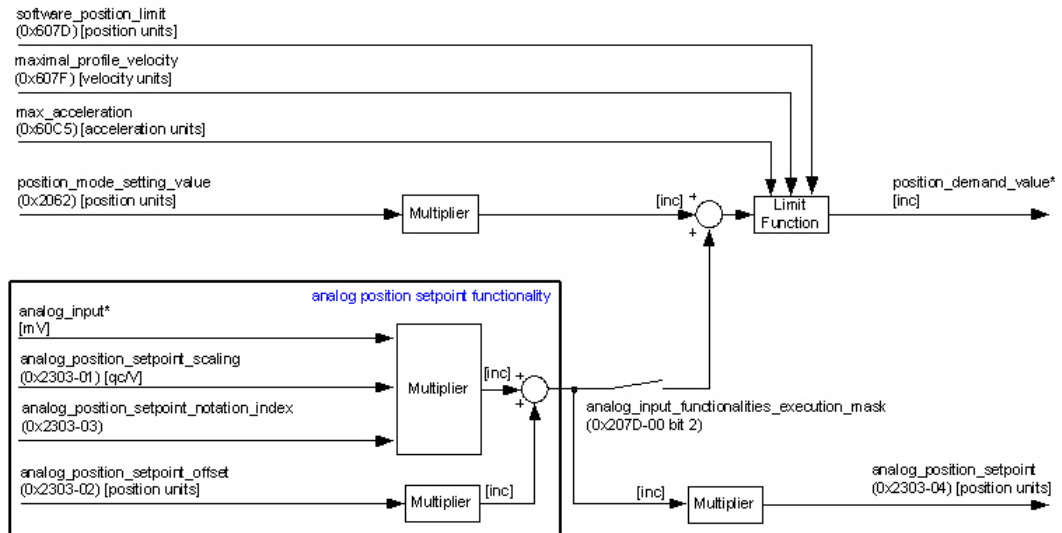 software_position_limit
(0x607D) [position units]
maximal_profile_velocity
(0x607F) [velocity units]
max_acceleration
(0x60C5) [acceleration units]
position_mode_setting_value
(0x2062) [position units]
Multiplier
[inc]
+
+
Limit
Function
position_demand_value*
[inc]
analog position setpoint functionality
analog_input*
[mV]
analog_position_setpoint_scaling
(0x2303-01) [qc/V]
analog_position_setpoint_notation_index
(0x2303-03)
Multiplier
[inc]
+
+
analog_position_setpoint_offset
(0x2303-02) [position units]
Multiplier
[inc]
analog_input_functionalities_execution_mask
(0x207D-00 bit 2)
[inc]
Multiplier
analog_position_setpoint
(0x2303-04) [position units]